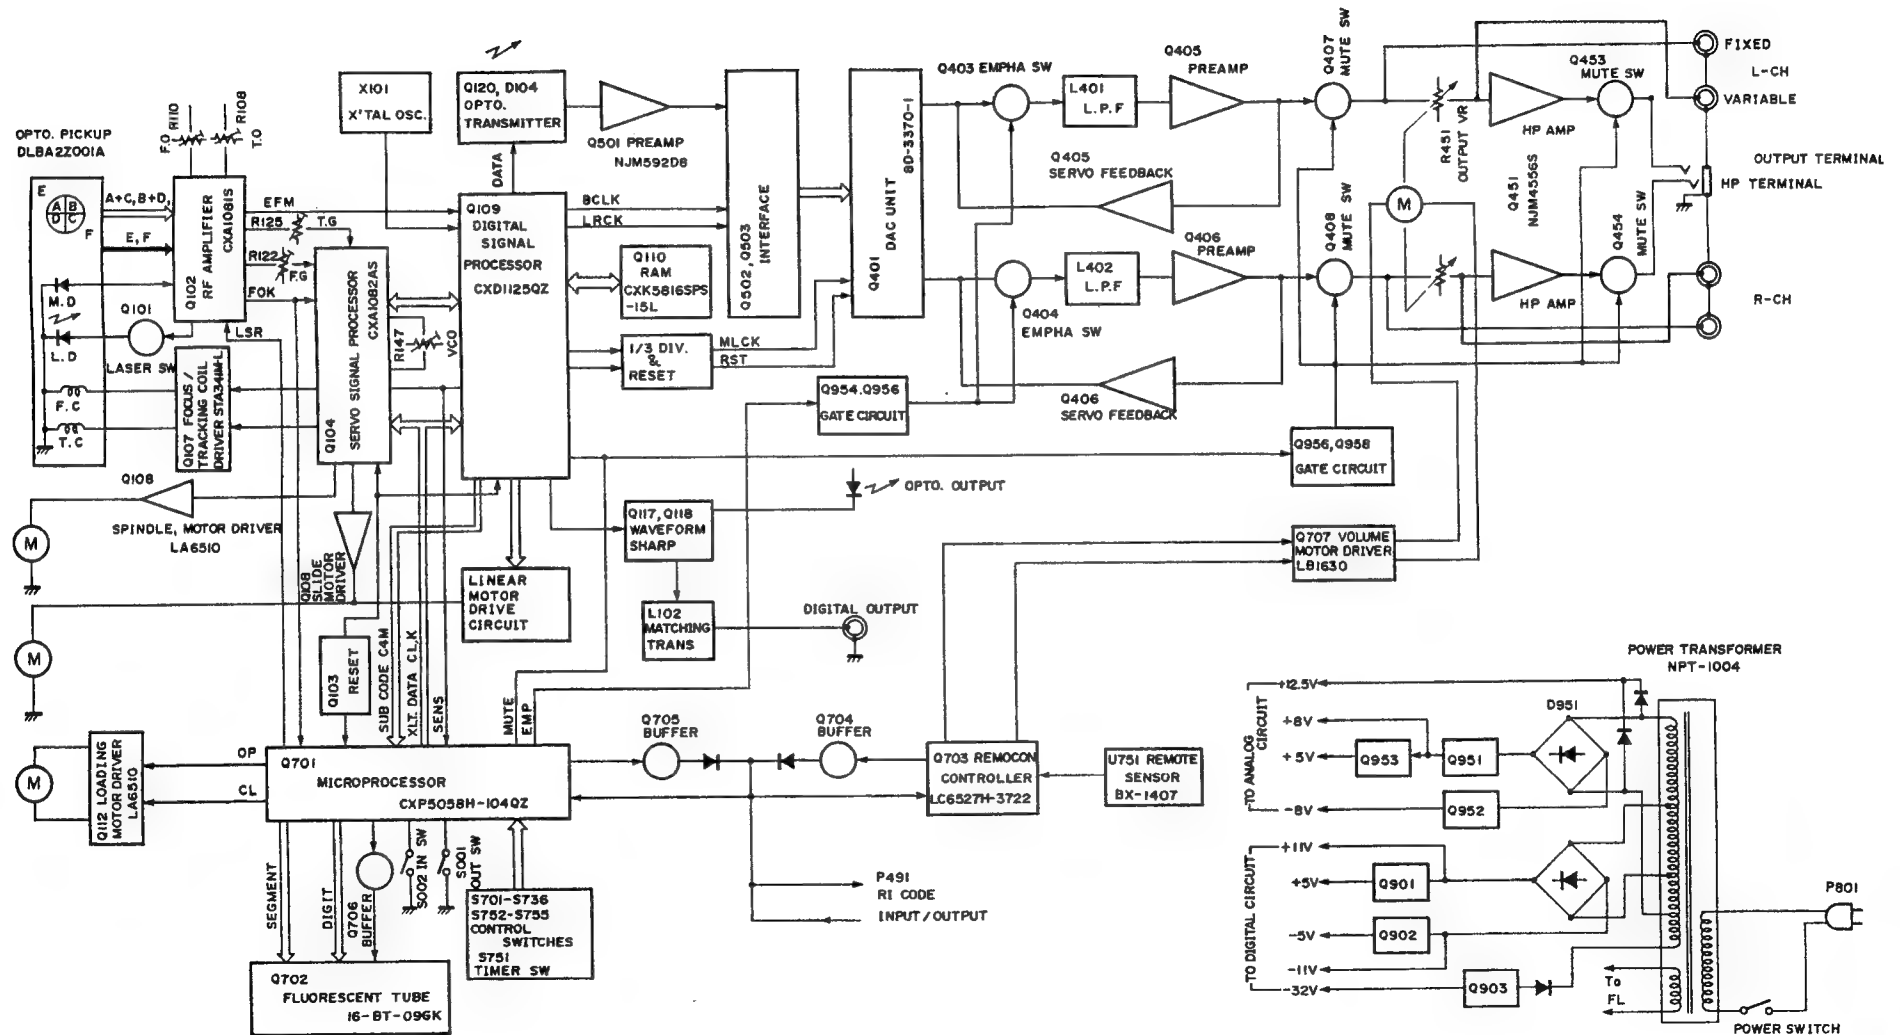 OPTO. PICKUP
DLBA2Z001A
E
A B
D C
F
M.D
L.D
F.C
T.C
A+C,B+D,
E, F
F.O
R110
R108
T.O
Q102
RF AMPLIFIER
CXA1081S
Q101
LASER SW
LSR
EFM
R125
T.G
R122
F.G
FOK
Q107 FOCUS /
TRACKING COIL
DRIVER STA341M-L
Q104
SERVO SIGNAL PROCESSOR
CXA1082AS
R147
VCO
Q108
SPINDLE, MOTOR DRIVER
LA6510
M
Q108
SLIDE
MOTOR
DRIVER
M
X101
X'TAL OSC.
Q120, D104
OPTO.
TRANSMITTER
DATA
Q501 PREAMP
NJM592D8
Q109
DIGITAL
SIGNAL
PROCESSOR
CXD1125QZ
BCLK
LRCK
Q110
RAM
CXK5816SPS
-15L
1/3 DIV.
&
RESET
MLCK
RST
Q502, Q503
INTERFACE
Q401
DAC UNIT
8D-3370-1
Q403 EMPHA SW
L401
L.P.F
Q405
PREAMP
Q405
SERVO FEEDBACK
Q404
EMPHA SW
L402
L.P.F
Q406
PREAMP
Q406
SERVO FEEDBACK
Q407
MUTE SW
Q408
MUTE SW
M
R451
OUTPUT VR
HP AMP
Q451
NJM4556S
HP AMP
Q453
MUTE SW
Q454
MUTE SW
FIXED
L-CH
VARIABLE
OUTPUT TERMINAL
HP TERMINAL
R-CH
Q954.Q956
GATE CIRCUIT
Q956, Q958
GATE CIRCUIT
Q117, Q118
WAVEFORM
SHARP
OPTO. OUTPUT
L102
MATCHING
TRANS
DIGITAL OUTPUT
LINEAR
MOTOR
DRIVE
CIRCUIT
Q707 VOLUME
MOTOR DRIVER
LB1630
Q103
RESET
SUB CODE C4M
XLT. DATA CL,K
SENS
MUTE
EMP
M
Q112 LOADING
MOTOR DRIVER
LA6510
OP
CL
Q701
MICROPROCESSOR
CXP5058H-104QZ
Q705
BUFFER
Q704
BUFFER
Q703 REMOCON
CONTROLLER
LC6527H-3722
U751 REMOTE
SENSOR
BX-1407
P491
RI CODE
INPUT/OUTPUT
SEGMENT
DIGIT
Q706
BUFFER
S002 IN SW
S001
OUT SW
S701-S736
S752-S755
CONTROL
SWITCHES
S751
TIMER SW
Q702
FLUORESCENT TUBE
16-BT-09GK
POWER TRANSFORMER
NPT-1004
TO ANALOG
CIRCUIT
+12.5V
+8V
+5V
-8V
Q953
Q951
Q952
D951
TO DIGITAL CIRCUIT
+11V
+5V
-5V
-11V
-32V
Q901
Q902
Q903
To
FL
P801
POWER SWITCH